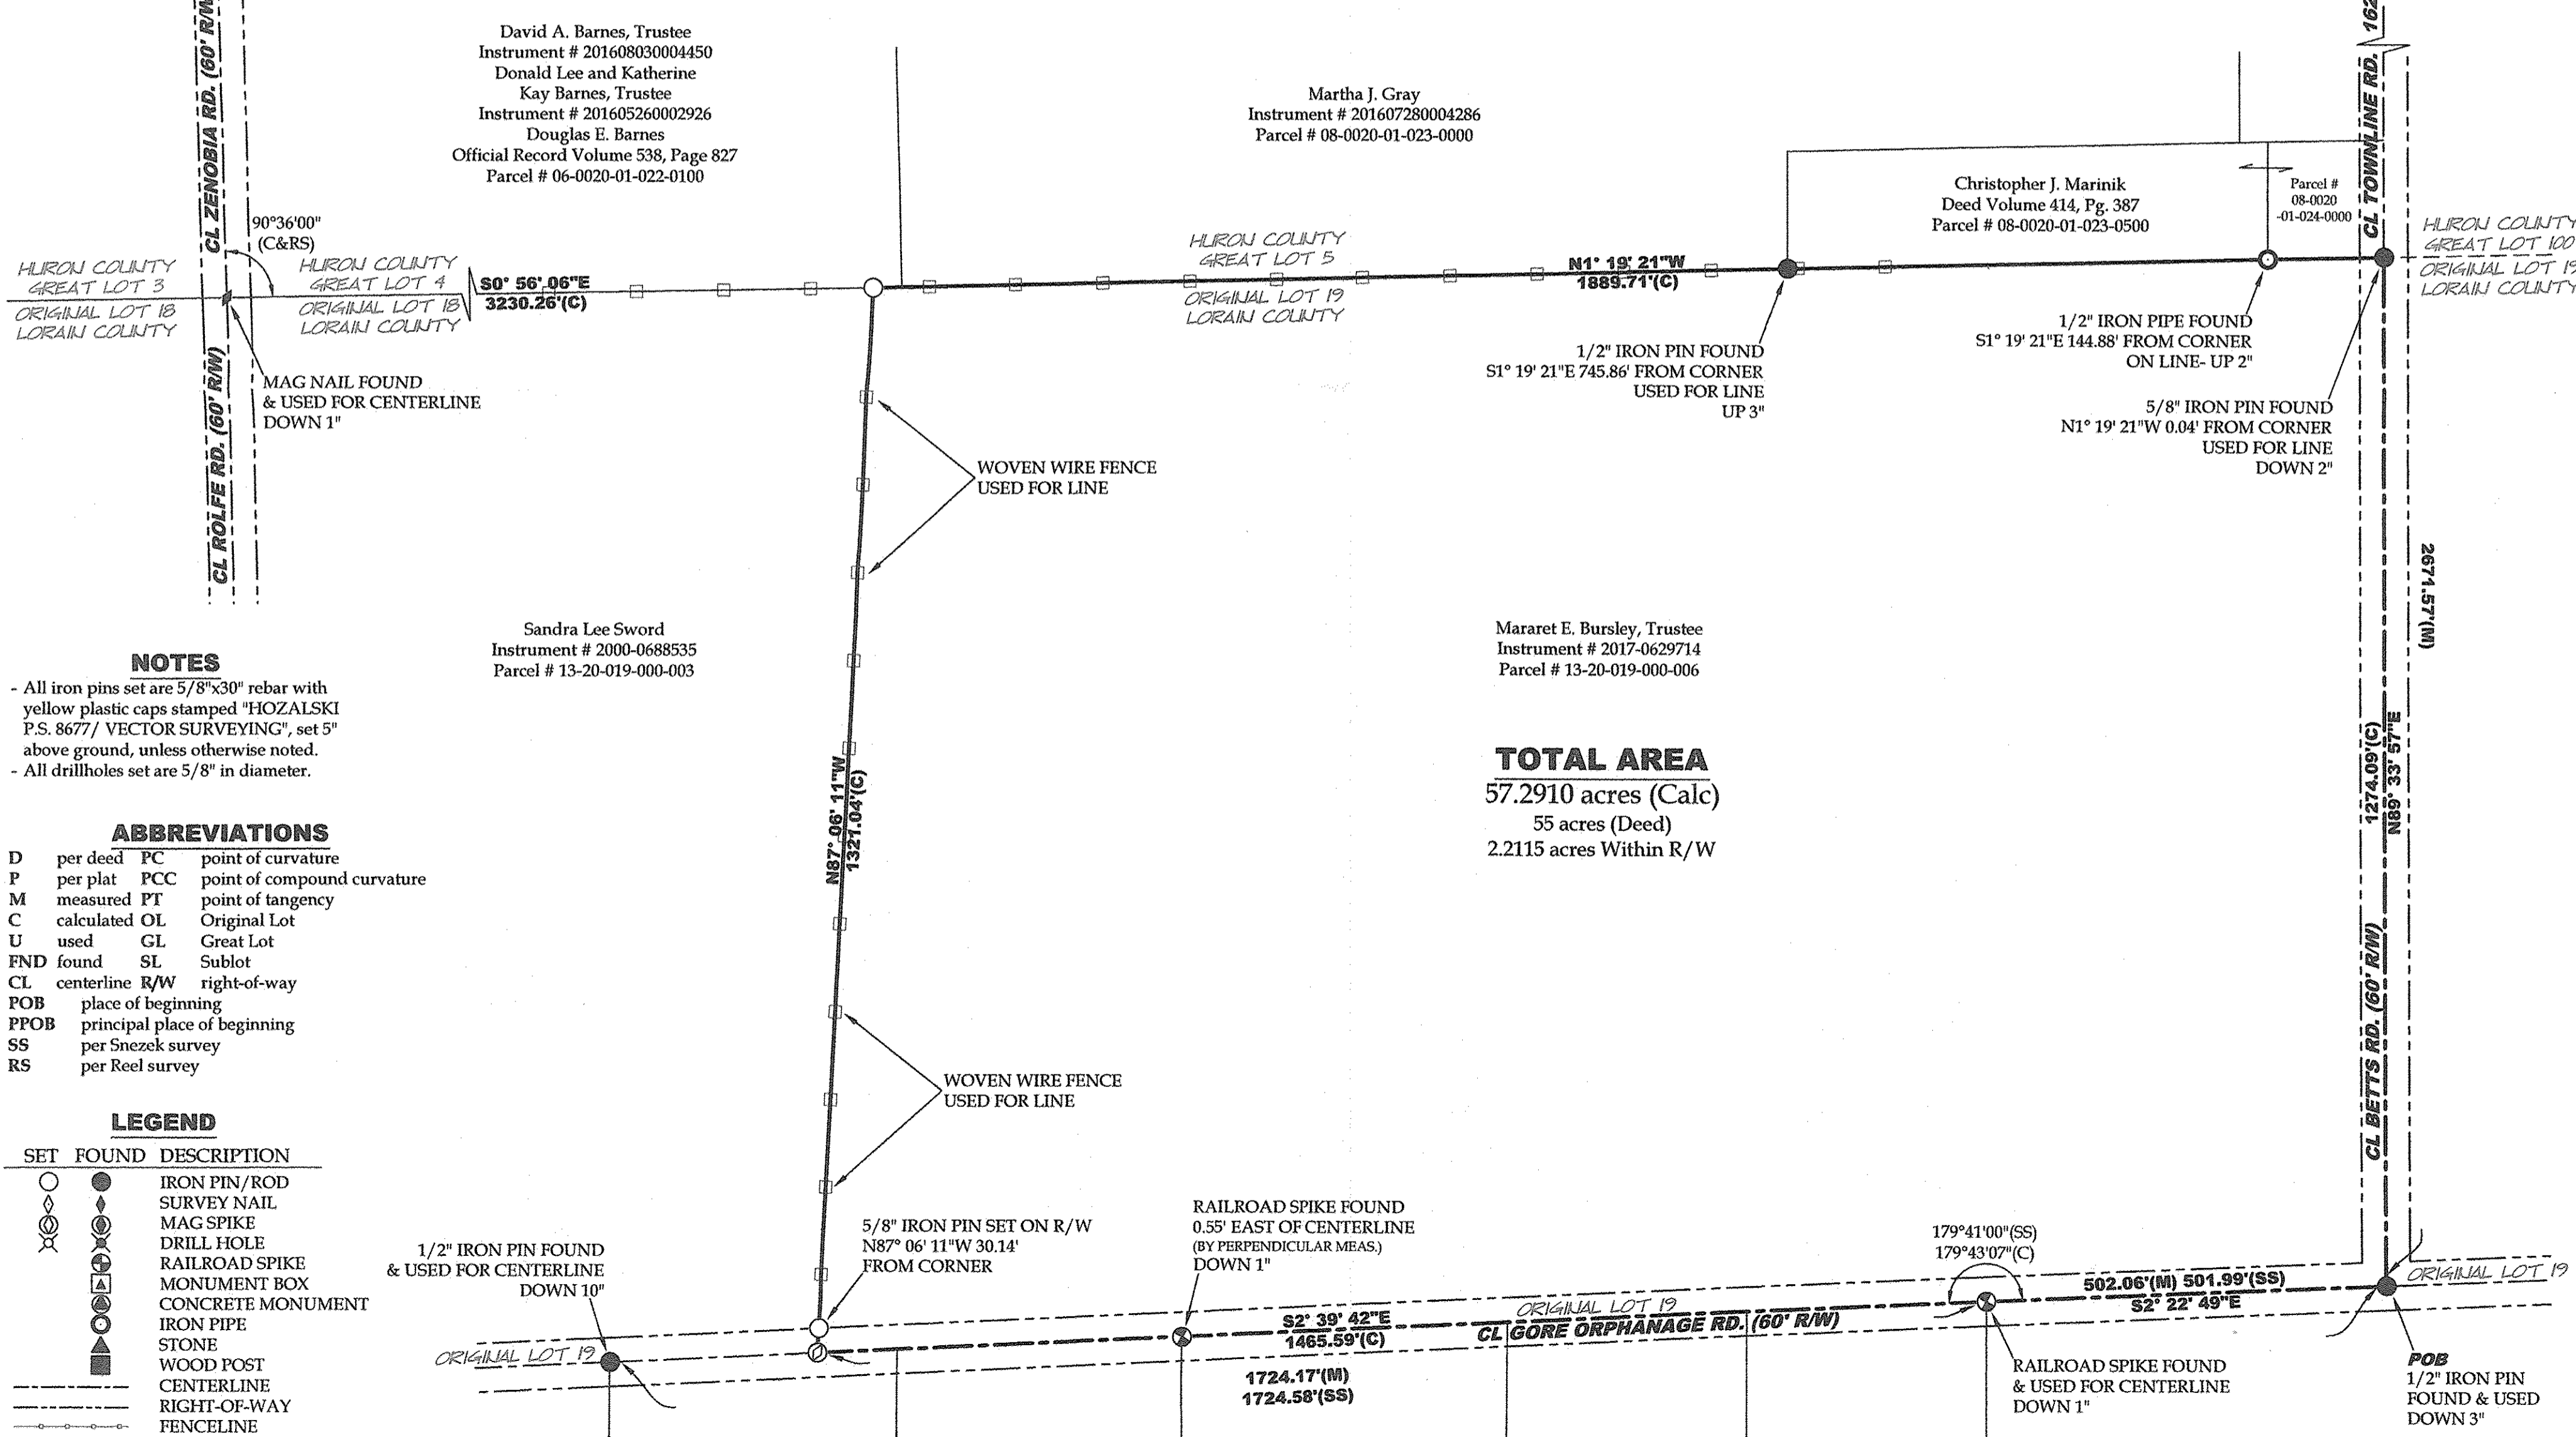 CL ZENOBIA RD. (60' R/W)
David A. Barnes, Trustee
Instrument # 201608030004450
Donald Lee and Katherine
Kay Barnes, Trustee
Instrument # 201605260002926
Douglas E. Barnes
Official Record Volume 538, Page 827
Parcel # 06-0020-01-022-0100
Martha J. Gray
Instrument # 201607280004286
Parcel # 08-0020-01-023-0000
Christopher J. Marinik
Deed Volume 414, Pg. 387
Parcel # 08-0020-01-023-0500
Parcel #
08-0020
-01-024-0000
CL TOWNLINE RD.
162
90°36'00"
(C&RS)
HURON COUNTY
GREAT LOT 3
ORIGINAL LOT 18
LORAIN COUNTY
HURON COUNTY
GREAT LOT 4
ORIGINAL LOT 18
LORAIN COUNTY
S0° 56' 06"E
3230.26'(C)
HURON COUNTY
GREAT LOT 5
ORIGINAL LOT 19
LORAIN COUNTY
N1° 19' 21"W
1889.71'(C)
HURON COUNTY
GREAT LOT 100
ORIGINAL LOT 19
LORAIN COUNTY
CL ROLFE RD. (60' R/W)
MAG NAIL FOUND
& USED FOR CENTERLINE
DOWN 1"
1/2" IRON PIN FOUND
S1° 19' 21"E 745.86' FROM CORNER
USED FOR LINE
UP 3"
1/2" IRON PIPE FOUND
S1° 19' 21"E 144.88' FROM CORNER
ON LINE- UP 2"
5/8" IRON PIN FOUND
N1° 19' 21"W 0.04' FROM CORNER
USED FOR LINE
DOWN 2"
WOVEN WIRE FENCE
USED FOR LINE
2671.57'(M)
Sandra Lee Sword
Instrument # 2000-0688535
Parcel # 13-20-019-000-003
Mararet E. Bursley, Trustee
Instrument # 2017-0629714
Parcel # 13-20-019-000-006
TOTAL AREA
57.2910 acres (Calc)
55 acres (Deed)
2.2115 acres Within R/W
N87° 06' 11"W
1321.04'(C)
1274.09'(C)
N89° 33' 57"E
CL BETTS RD. (60' R/W)
NOTES
- All iron pins set are 5/8"x30" rebar with
yellow plastic caps stamped "HOZALSKI
P.S. 8677/ VECTOR SURVEYING", set 5"
above ground, unless otherwise noted.
- All drillholes set are 5/8" in diameter.
ABBREVIATIONS
D per deed PC point of curvature
P per plat PCC point of compound curvature
M measured PT point of tangency
C calculated OL Original Lot
U used GL Great Lot
FND found SL Sublot
CL centerline R/W right-of-way
POB place of beginning
PPOB principal place of beginning
SS per Snezek survey
RS per Reel survey
LEGEND
SET FOUND DESCRIPTION
IRON PIN/ROD
SURVEY NAIL
MAG SPIKE
DRILL HOLE
RAILROAD SPIKE
MONUMENT BOX
CONCRETE MONUMENT
IRON PIPE
STONE
WOOD POST
CENTERLINE
RIGHT-OF-WAY
FENCELINE
WOVEN WIRE FENCE
USED FOR LINE
1/2" IRON PIN FOUND
& USED FOR CENTERLINE
DOWN 10"
5/8" IRON PIN SET ON R/W
N87° 06' 11"W 30.14'
FROM CORNER
RAILROAD SPIKE FOUND
0.55' EAST OF CENTERLINE
(BY PERPENDICULAR MEAS.)
DOWN 1"
179°41'00"(SS)
179°43'07"(C)
502.06'(M) 501.99'(SS)
S2° 22' 49"E
ORIGINAL LOT 19
ORIGINAL LOT 19
S2° 39' 42"E
1465.59'(C)
CL GORE ORPHANAGE RD. (60' R/W)
ORIGINAL LOT 19
1724.17'(M)
1724.58'(SS)
RAILROAD SPIKE FOUND
& USED FOR CENTERLINE
DOWN 1"
POB
1/2" IRON PIN
FOUND & USED
DOWN 3"